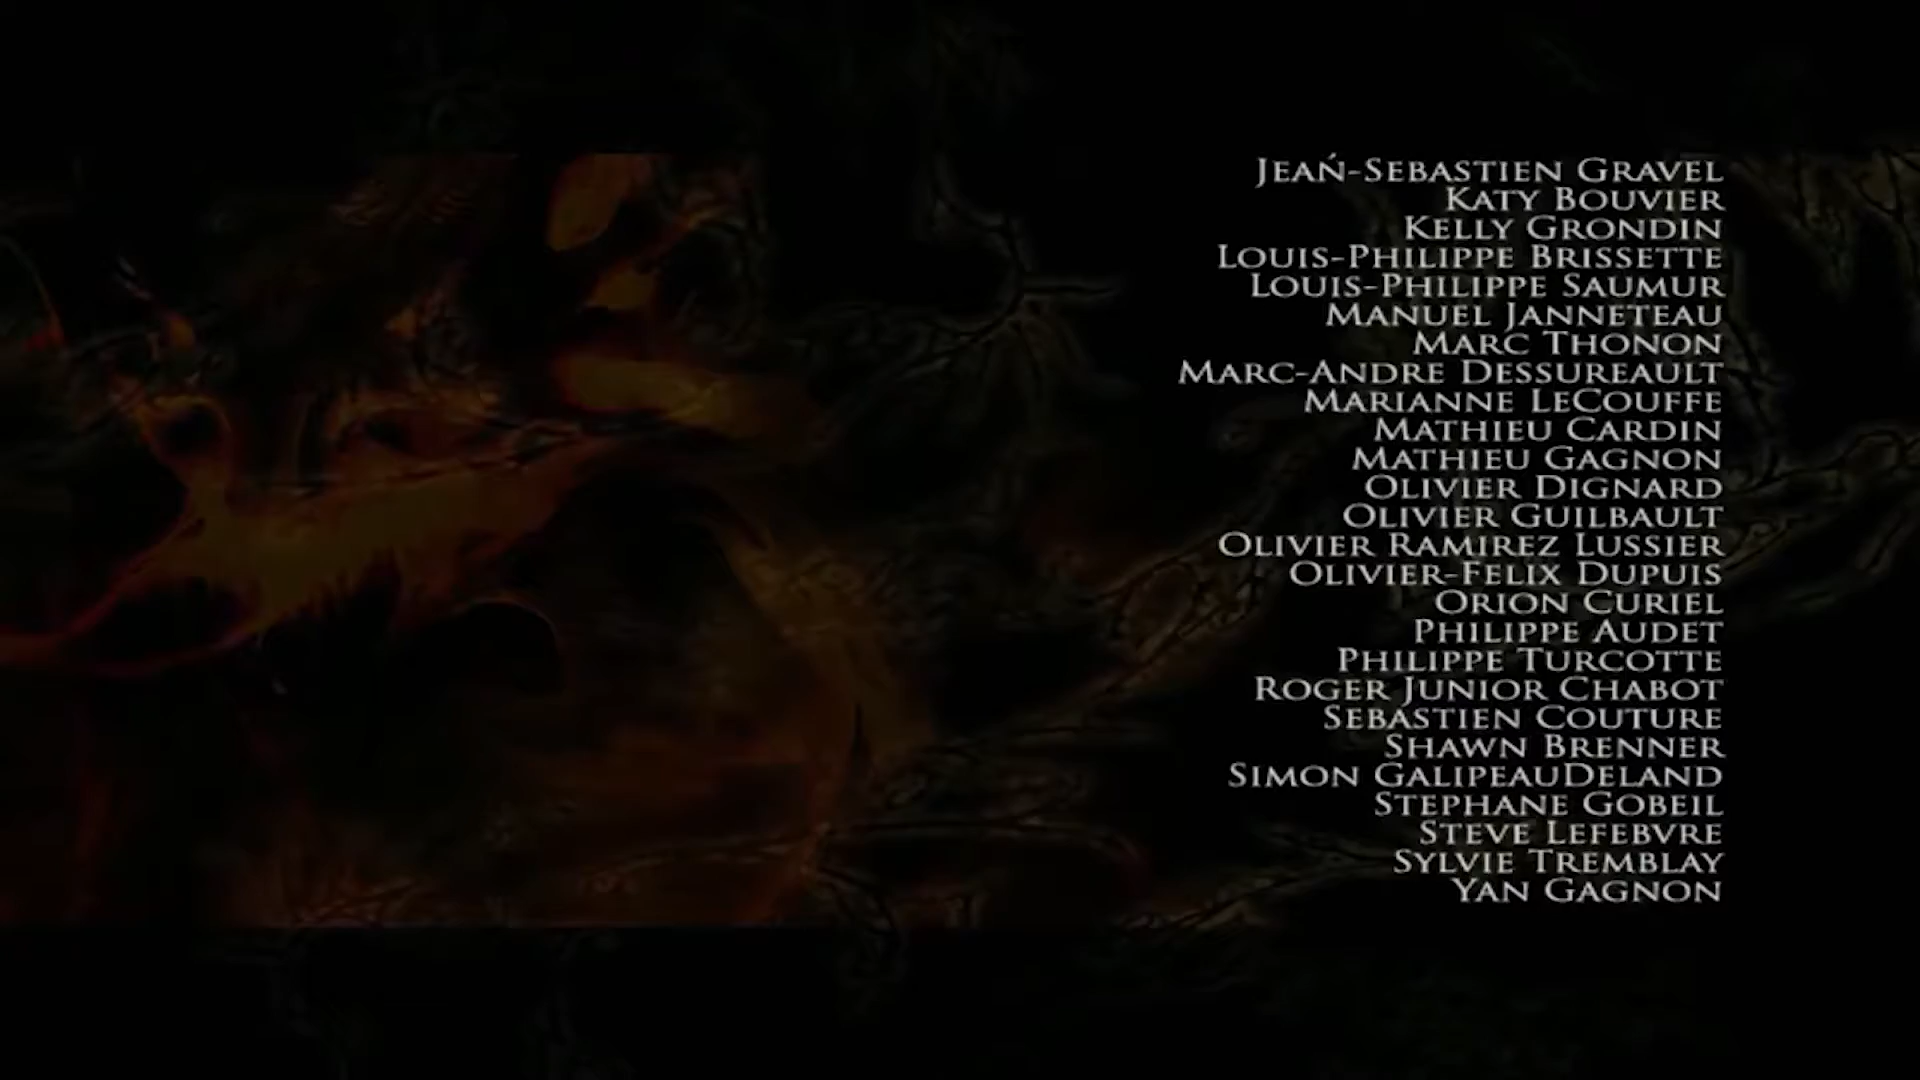 Jeań-Sebastien Gravel
Katy Bouvier
Kelly Grondin
Louis-Philippe Brissette
Louis-Philippe Saumur
Manuel Janneteau
Marc Thonon
Marc-Andre Dessureault
Marianne LeCouffe
Mathieu Cardin
Mathieu Gagnon
Olivier Dignard
Olivier Guilbault
Olivier Ramirez Lussier
Olivier-Felix Dupuis
Orion Curiel
Philippe Audet
Philippe Turcotte
Roger Junior Chabot
Sebastien Couture
Shawn Brenner
Simon GalipeauDeland
Stephane Gobeil
Steve Lefebvre
Sylvie Tremblay
Yan Gagnon